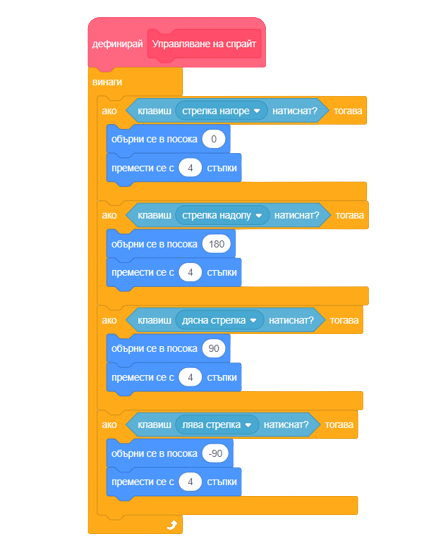 дефинирай Управляване на спрайт
винаги
ако клавиш стрелка нагоре натиснат? тогава
обърни се в посока 0
премести се с 4 стъпки
ако клавиш стрелка надолу натиснат? тогава
обърни се в посока 180
премести се с 4 стъпки
ако клавиш дясна стрелка натиснат? тогава
обърни се в посока 90
премести се с 4 стъпки
ако клавиш лява стрелка натиснат? тогава
обърни се в посока -90
премести се с 4 стъпки